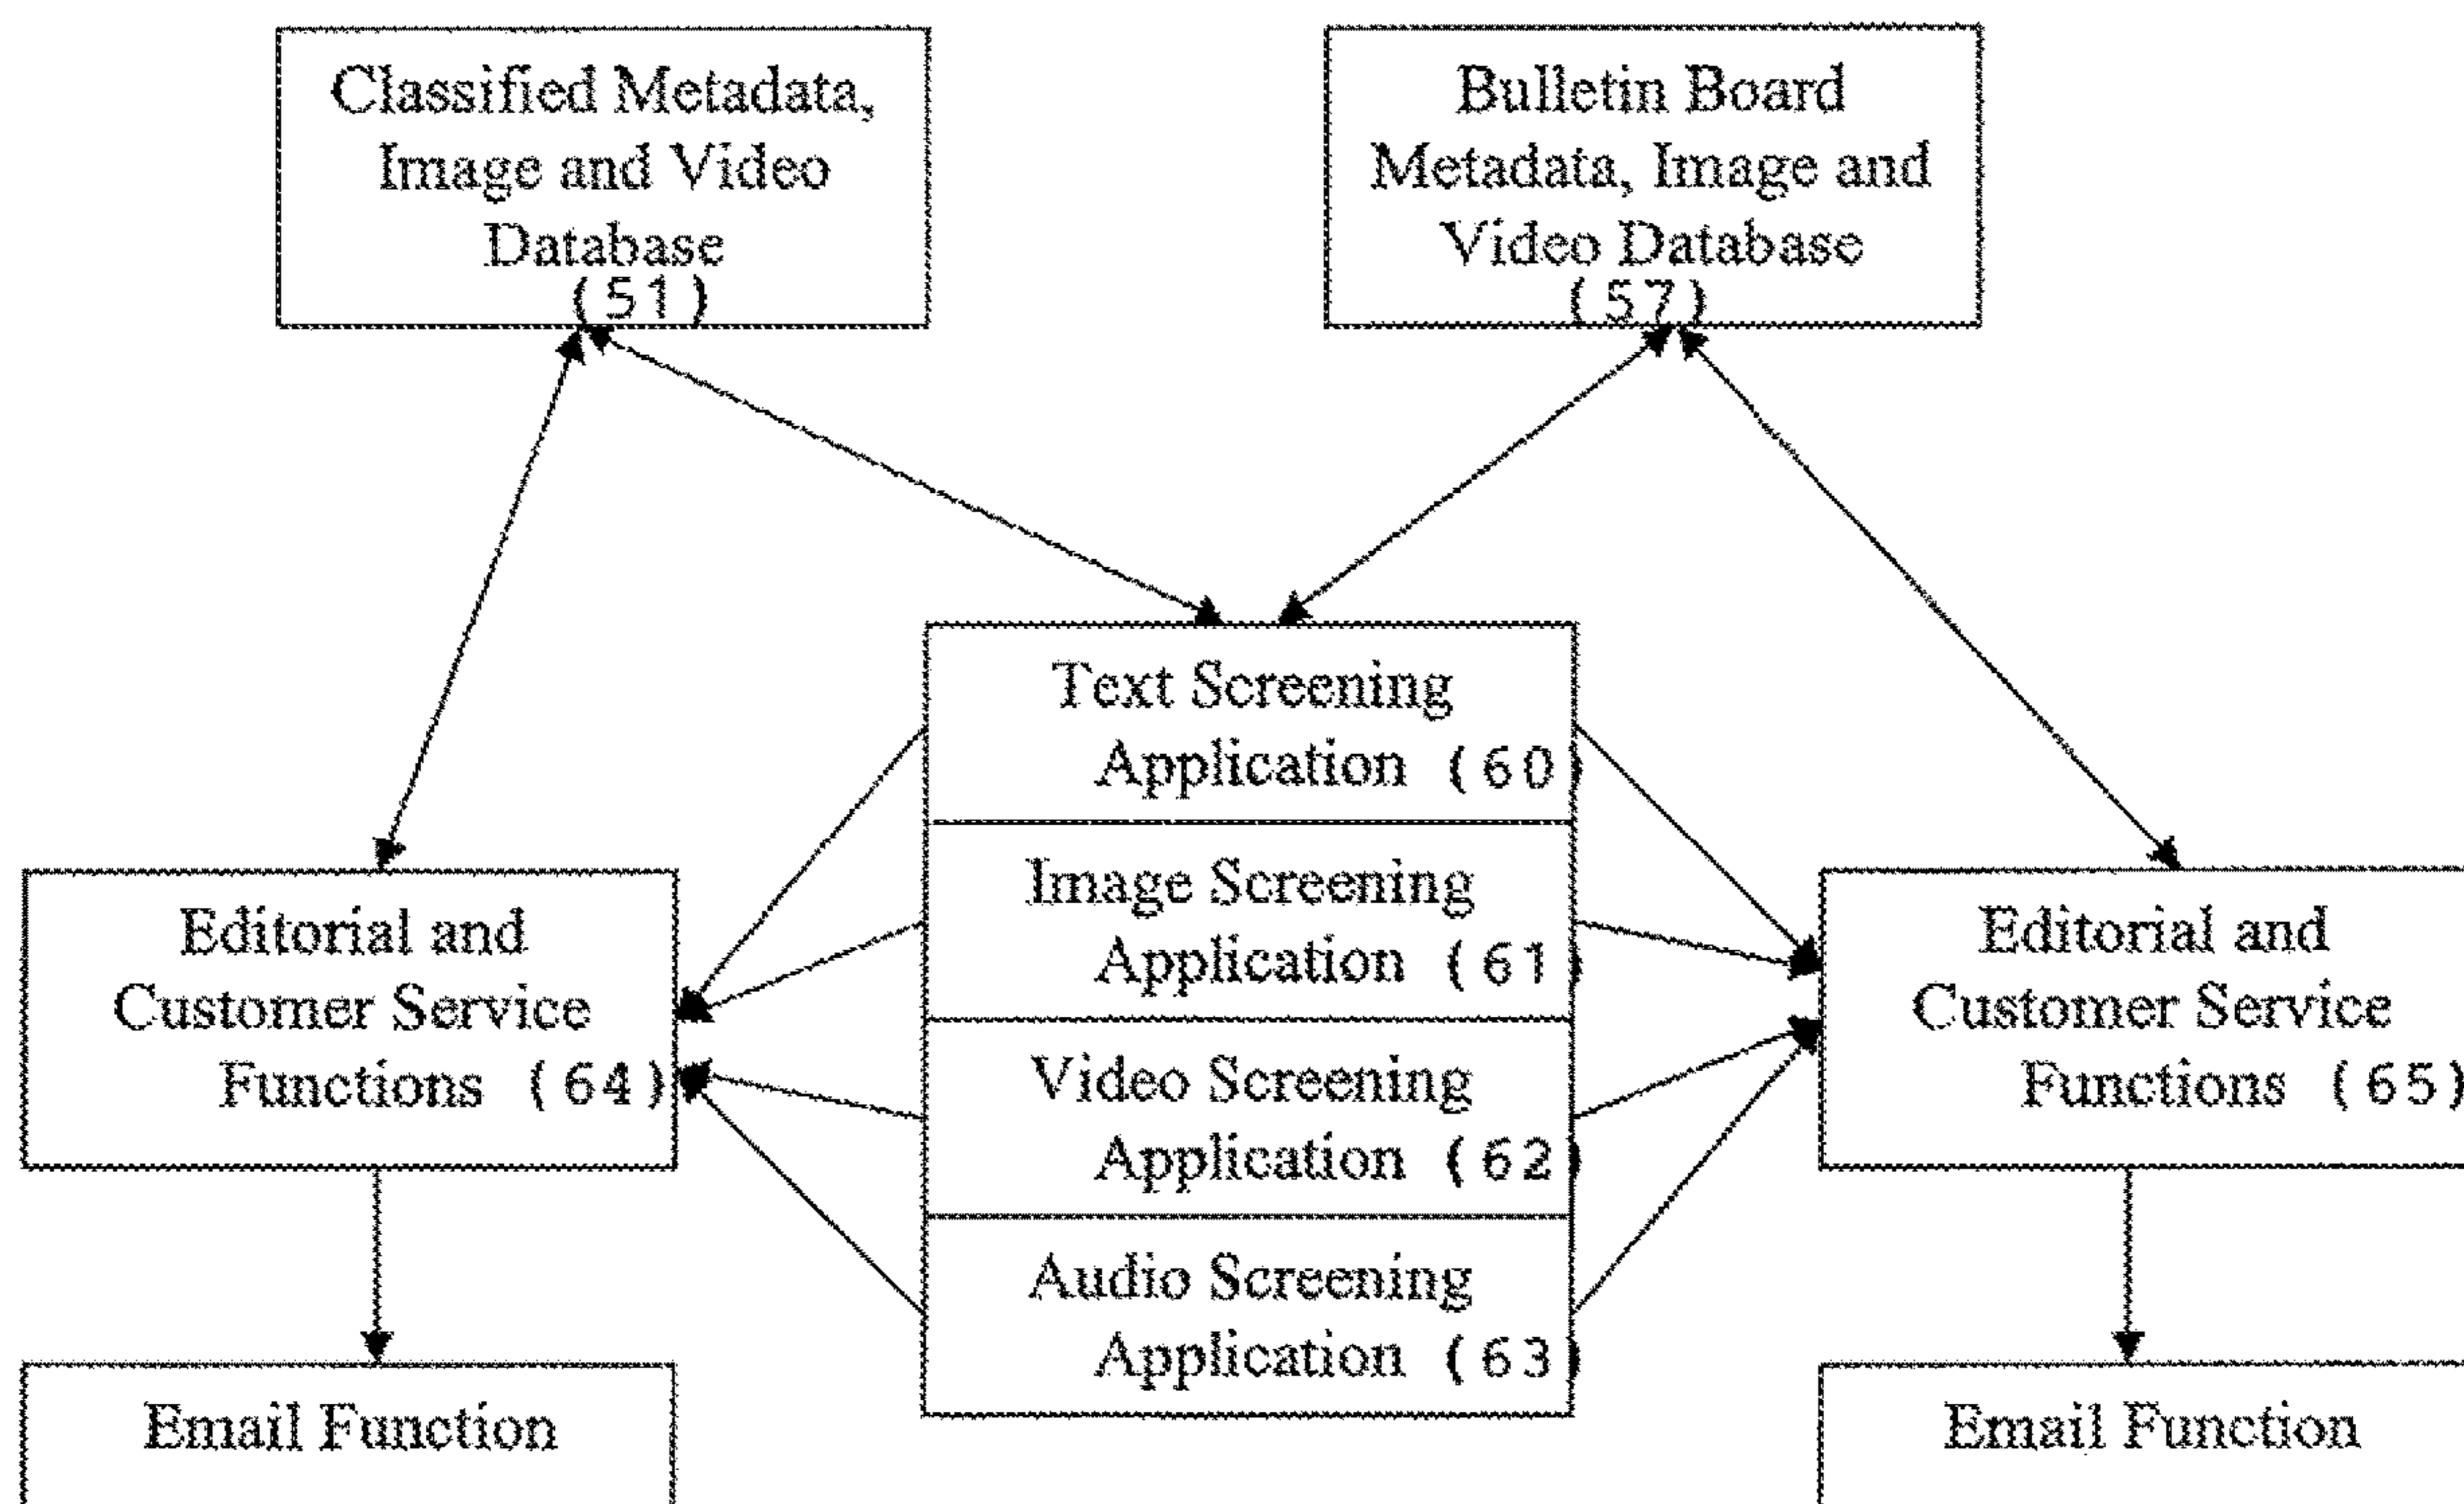 Classified Metadata,
Image and Video
Database
(51)
Bulletin Board
Metadata, Image and
Video Database
(57)
Text Screening
Application (60)
Image Screening
Application (61)
Video Screening
Application (62)
Audio Screening
Application (63)
Editorial and
Customer Service
Functions (64)
Editorial and
Customer Service
Functions (65)
Email Function
Email Function